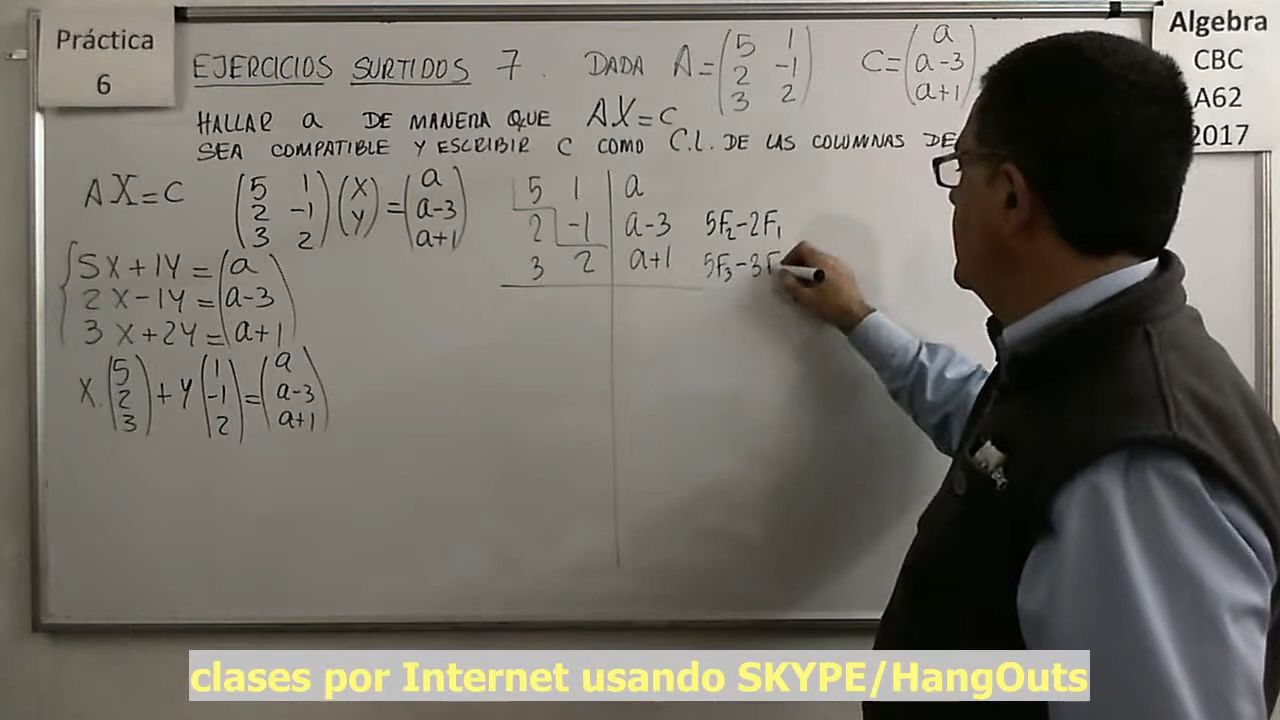 Práctica
6
Algebra
CBC
A62
2017
EJERCICIOS SURTIDOS 7. DADA A = (5 1 2 -1 3 2) C = (a a-3 a+1)
HALLAR a DE MANERA QUE AX = C
SEA COMPATIBLE Y ESCRIBIR C COMO C.L. DE LAS COLUMNAS DE
AX = C (5 1 2 -1 3 2)(X Y) = (a a-3 a+1)
5X + 1Y = a
2X - 1Y = a-3
3X + 2Y = a+1
X. (5 2 3) + Y (1 -1 2) = (a a-3 a+1)
5 1 | a
2 -1 | a-3 5F₂-2F₁
3 2 | a+1 5F₃-3F
clases por Internet usando SKYPE/HangOuts